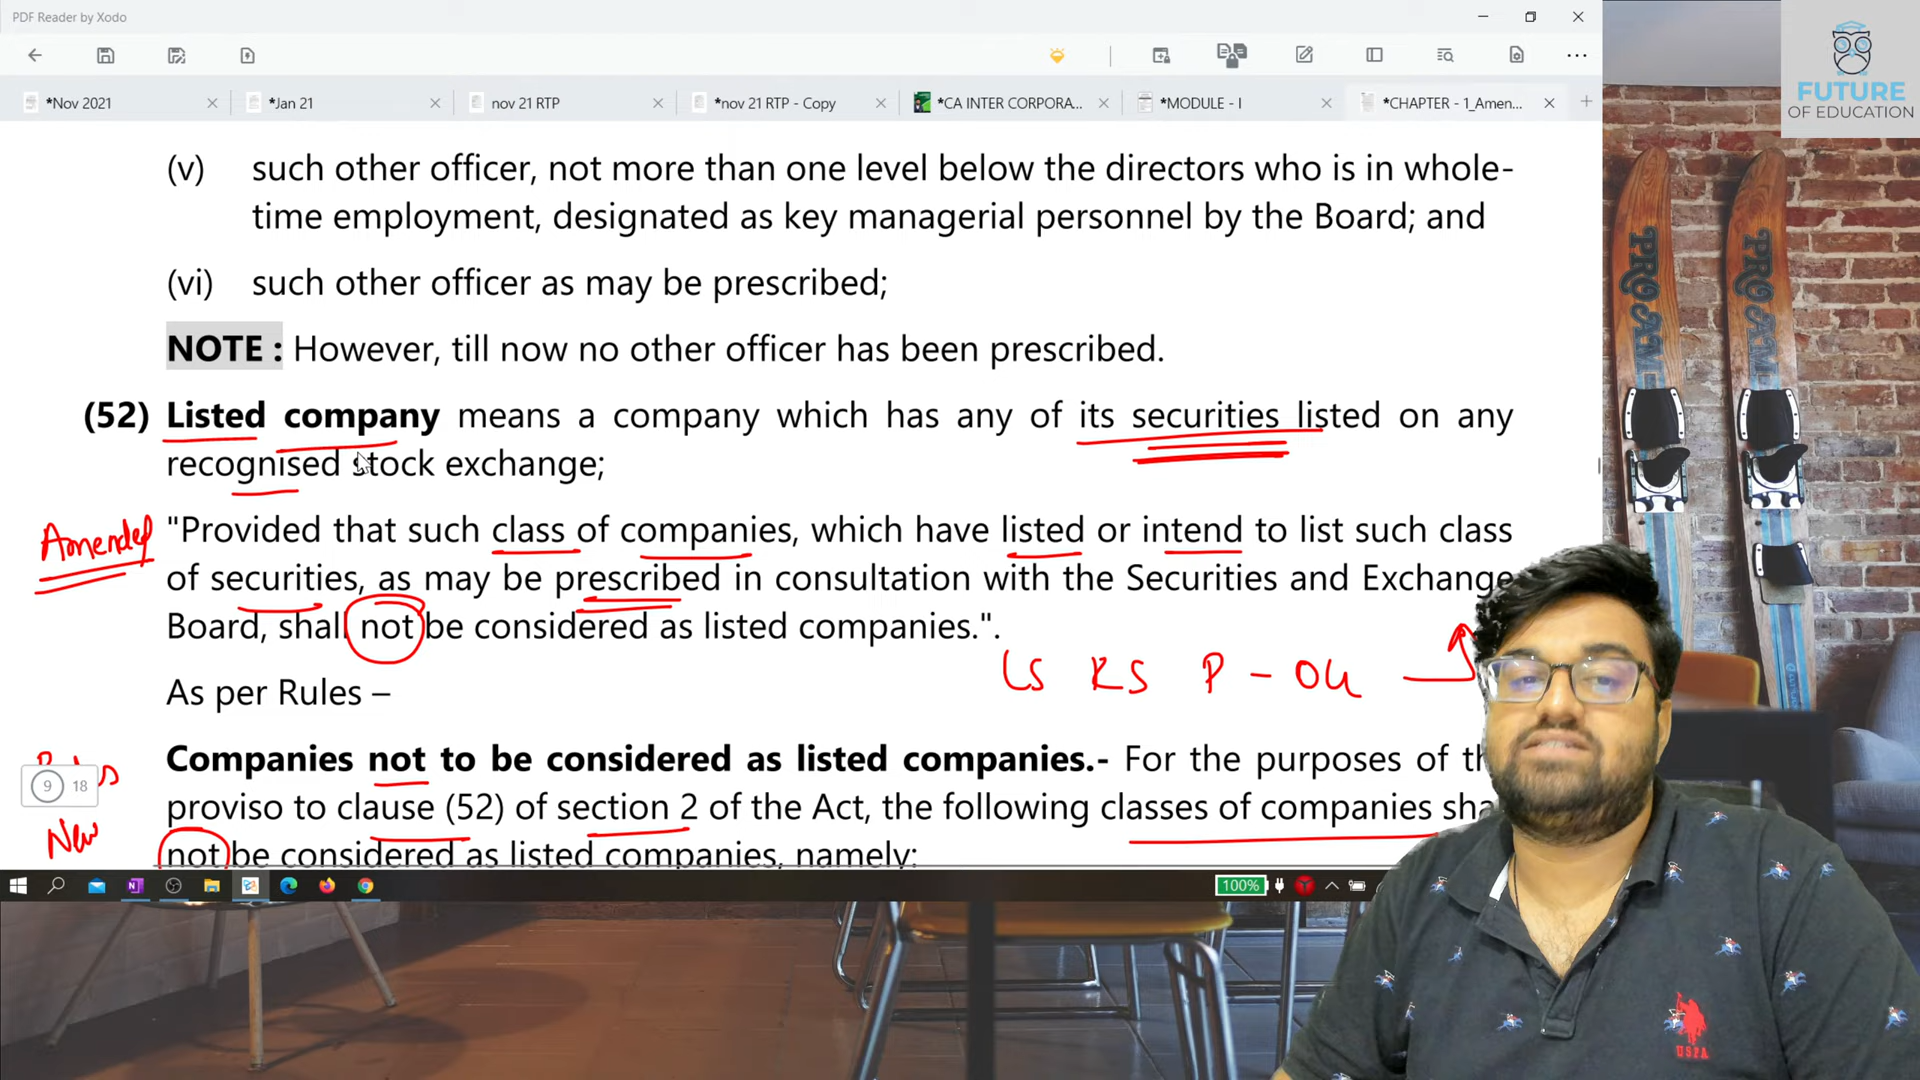 PDF Reader by Xodo
*Nov 2021
*Jan 21
nov 21 RTP
*nov 21 RTP - Copy
*CA INTER CORPORA...
*MODULE - I
*CHAPTER - 1_Amen...
FUTURE
OF EDUCATION
(v) such other officer, not more than one level below the directors who is in whole-
time employment, designated as key managerial personnel by the Board; and
(vi) such other officer as may be prescribed;
NOTE : However, till now no other officer has been prescribed.
(52) Listed company means a company which has any of its securities listed on any
recognised stock exchange;
Amended
"Provided that such class of companies, which have listed or intend to list such class
of securities, as may be prescribed in consultation with the Securities and Exchange
Board, shall not be considered as listed companies.".
LS RS P -
As per Rules –
Companies not to be considered as listed companies.- For the purposes of
proviso to clause (52) of section 2 of the Act, the following classes of companies
not be considered as listed companies, namely:
9 18
New
100%
PRO AM
PRO AM
USPA